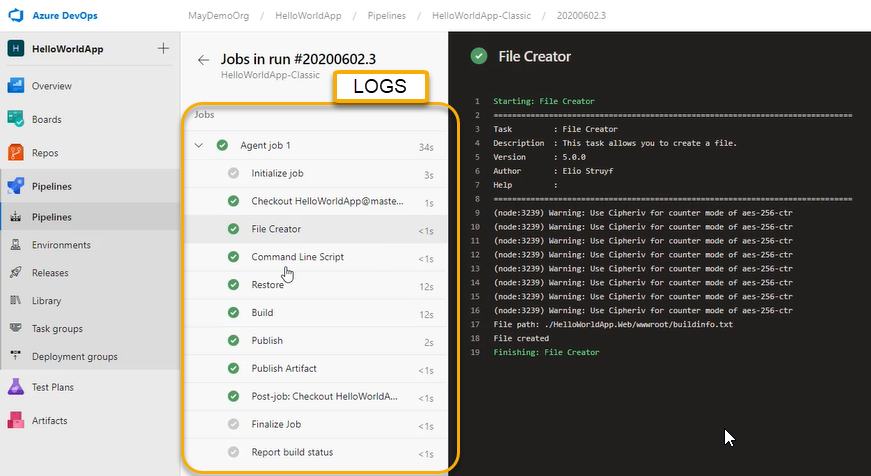 Azure DevOps
MayDemoOrg / HelloWorldApp / Pipelines / HelloWorldApp-Classic / 20200602.3
H HelloWorldApp +
Overview
Boards
Repos
Pipelines
Pipelines
Environments
Releases
Library
Task groups
Deployment groups
Test Plans
Artifacts
Jobs in run #20200602.3
HelloWorldApp-Classic
LOGS
Jobs
Agent job 1 34s
Initialize job 3s
Checkout HelloWorldApp@maste... 1s
File Creator <1s
Command Line Script <1s
Restore 12s
Build 12s
Publish 2s
Publish Artifact <1s
Post-job: Checkout HelloWorldA... <1s
Finalize Job <1s
Report build status <1s
File Creator
1 Starting: File Creator
2 ==============================================================================
3 Task : File Creator
4 Description : This task allows you to create a file.
5 Version : 5.0.0
6 Author : Elio Struyf
7 Help :
8 ==============================================================================
9 (node:3239) Warning: Use Cipheriv for counter mode of aes-256-ctr
10 (node:3239) Warning: Use Cipheriv for counter mode of aes-256-ctr
11 (node:3239) Warning: Use Cipheriv for counter mode of aes-256-ctr
12 (node:3239) Warning: Use Cipheriv for counter mode of aes-256-ctr
13 (node:3239) Warning: Use Cipheriv for counter mode of aes-256-ctr
14 (node:3239) Warning: Use Cipheriv for counter mode of aes-256-ctr
15 (node:3239) Warning: Use Cipheriv for counter mode of aes-256-ctr
16 (node:3239) Warning: Use Cipheriv for counter mode of aes-256-ctr
17 File path: ./HelloWorldApp.Web/wwwroot/buildinfo.txt
18 File created
19 Finishing: File Creator